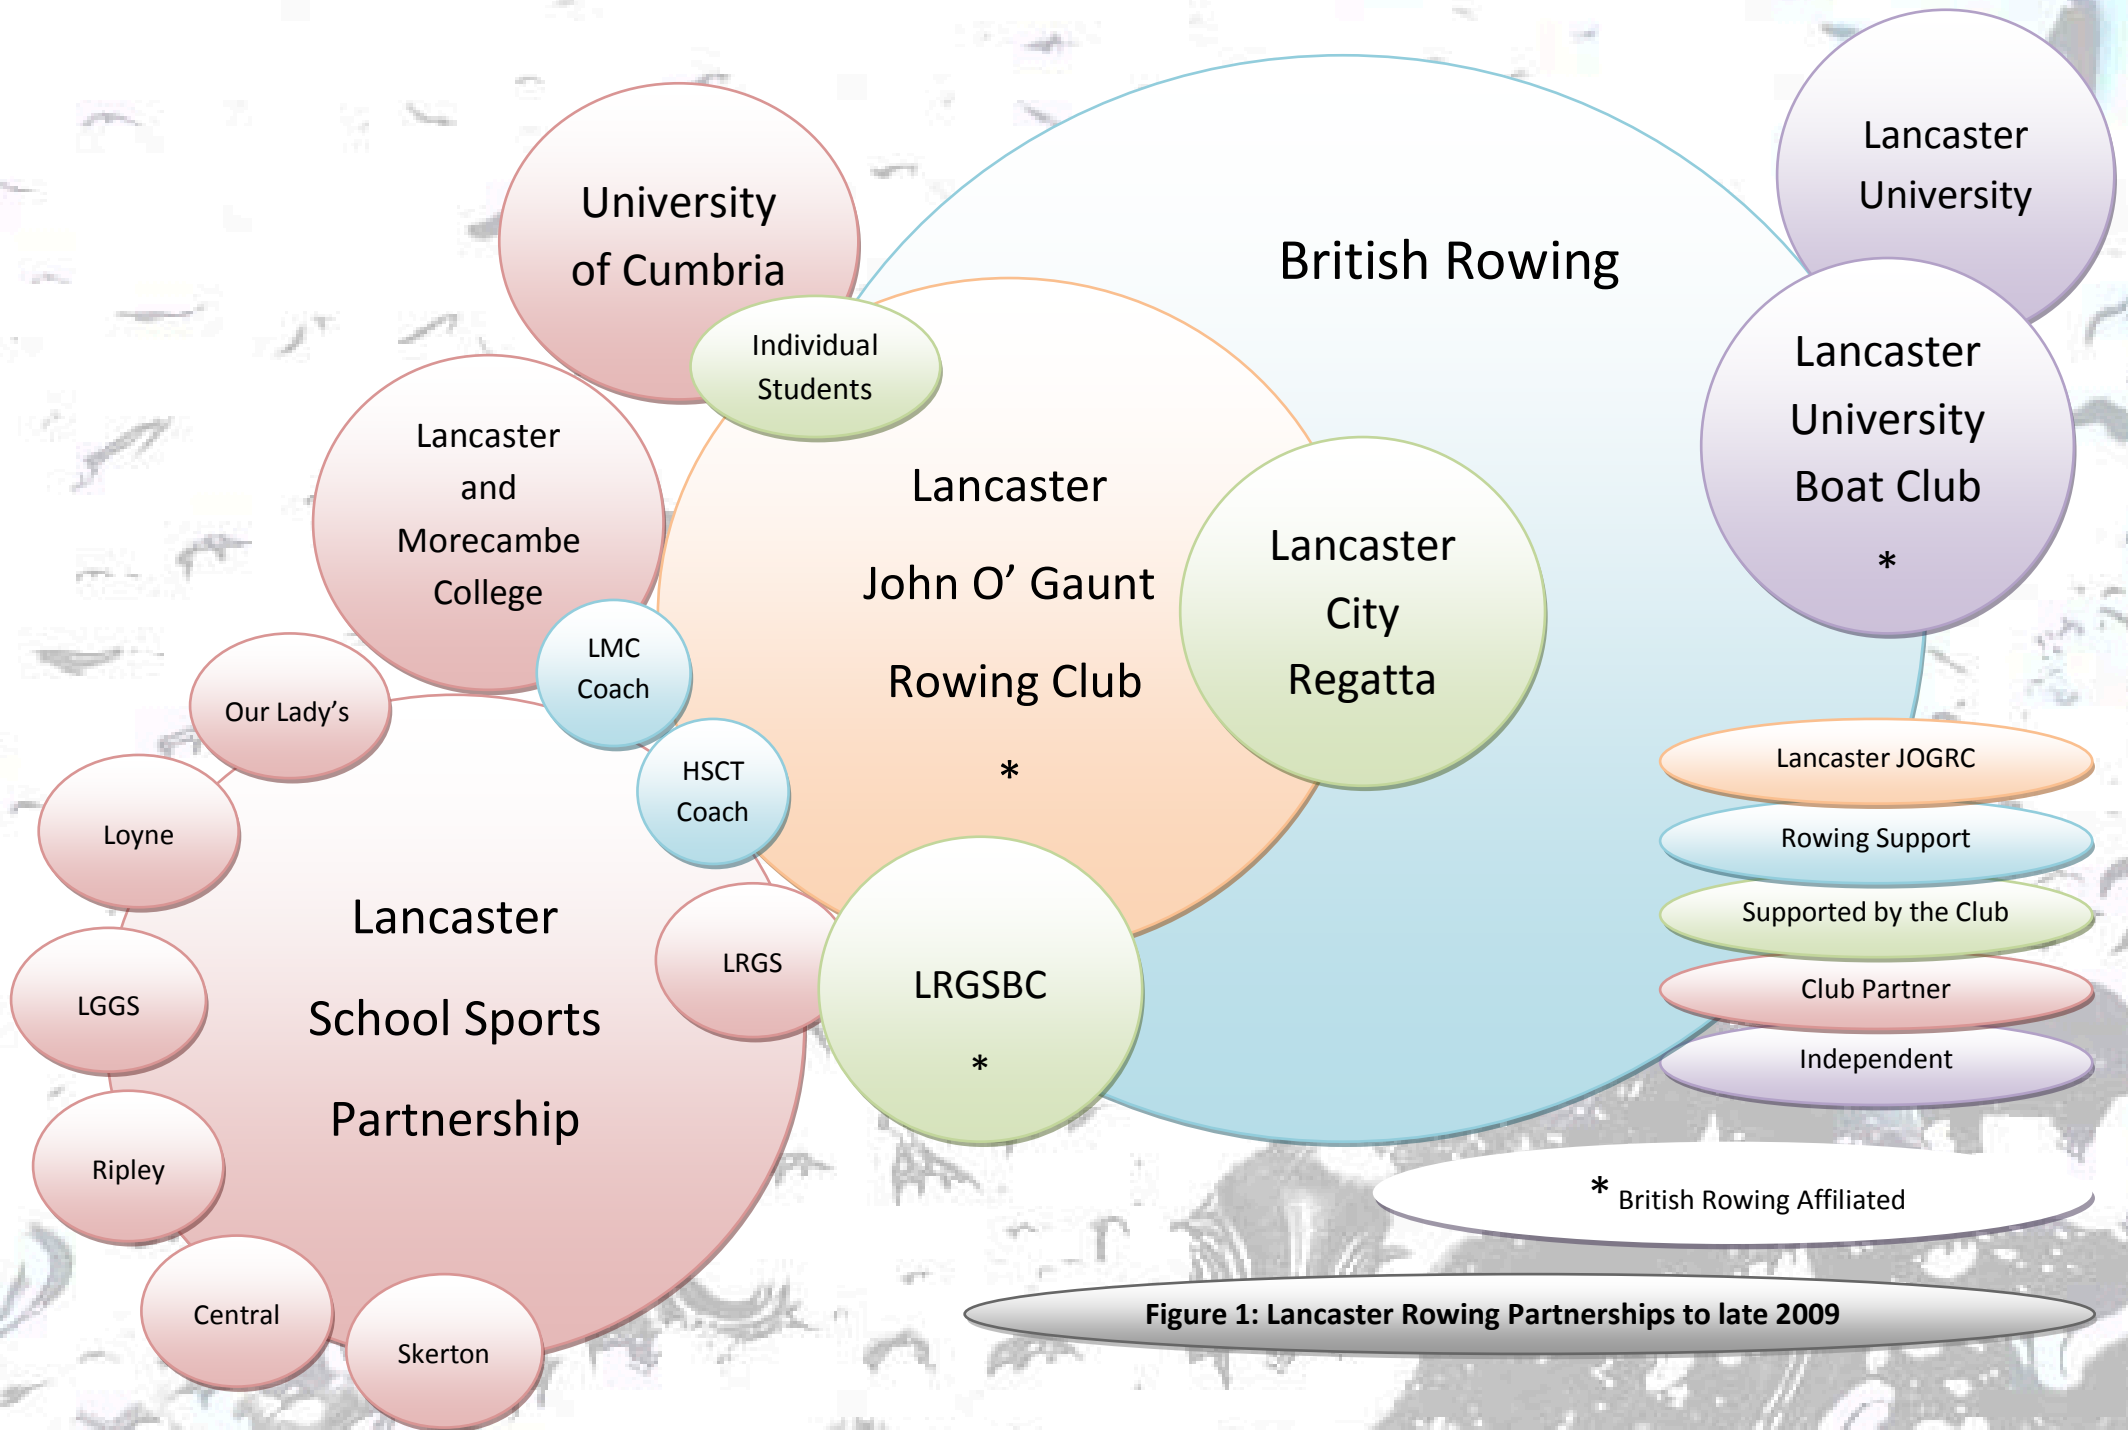 University
of Cumbria
Individual
Students
Lancaster
and
Morecambe
College
LMC
Coach
HSCT
Coach
Our Lady’s
Loyne
LGGS
Ripley
Central
Skerton
LRGS
Lancaster
School Sports
Partnership
Lancaster
John O’ Gaunt
Rowing Club
*
LRGSBC
*
British Rowing
Lancaster
City
Regatta
Lancaster
University
Lancaster
University
Boat Club
*
Lancaster JOGRC
Rowing Support
Supported by the Club
Club Partner
Independent
* British Rowing Affiliated
Figure 1: Lancaster Rowing Partnerships to late 2009